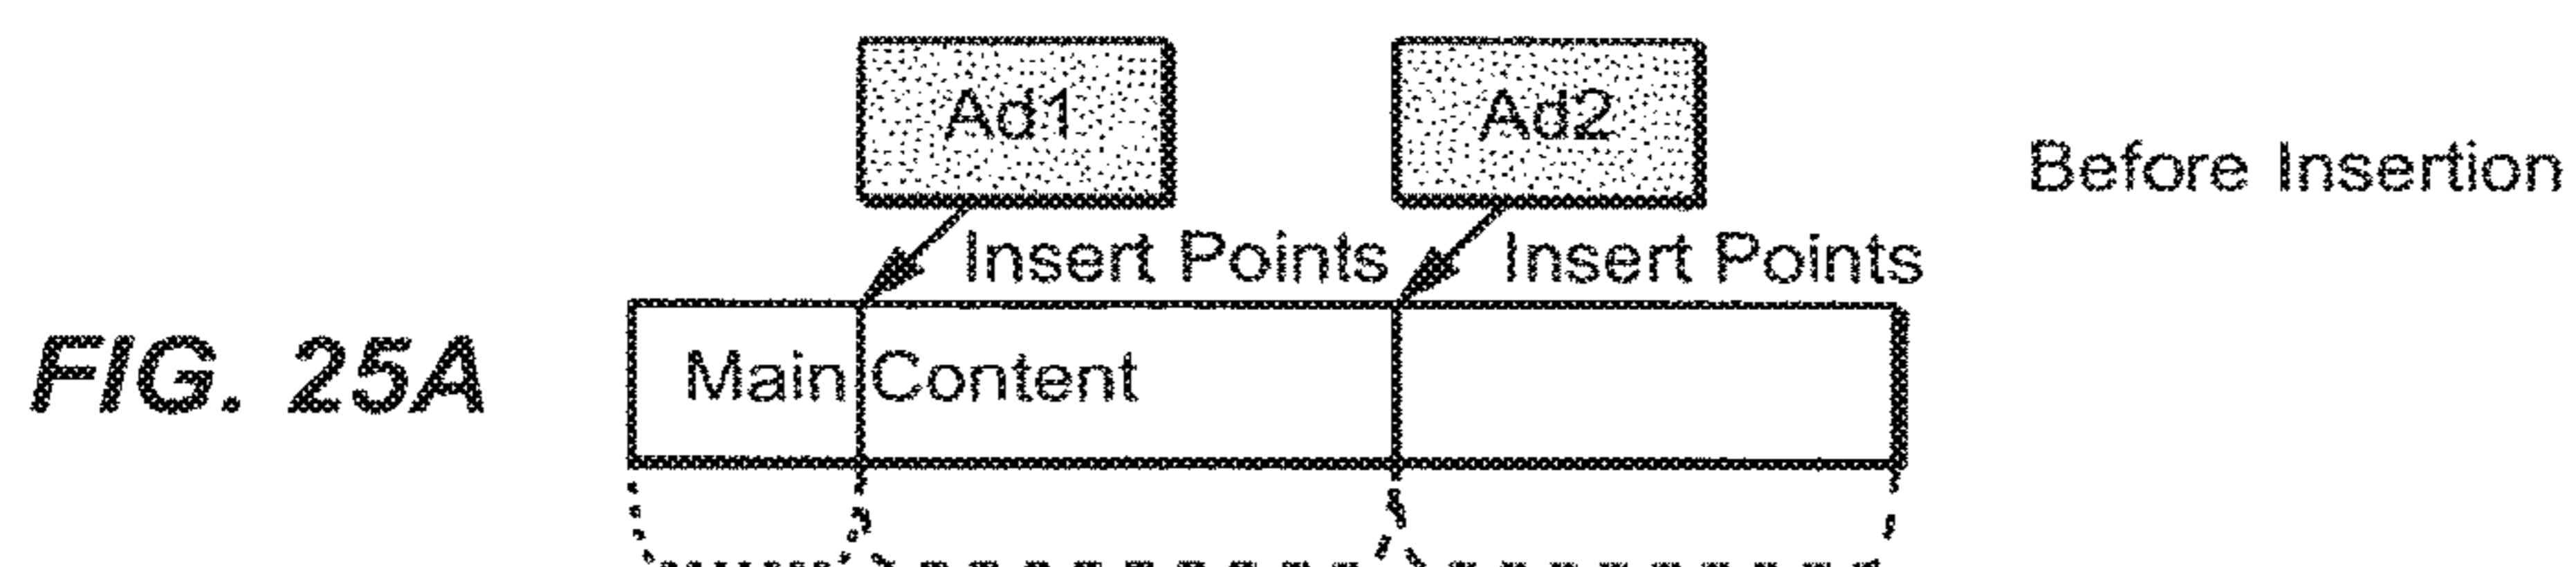 Ad1 Ad2
Before Insertion
Insert Points Insert Points
FIG. 25A Main Content